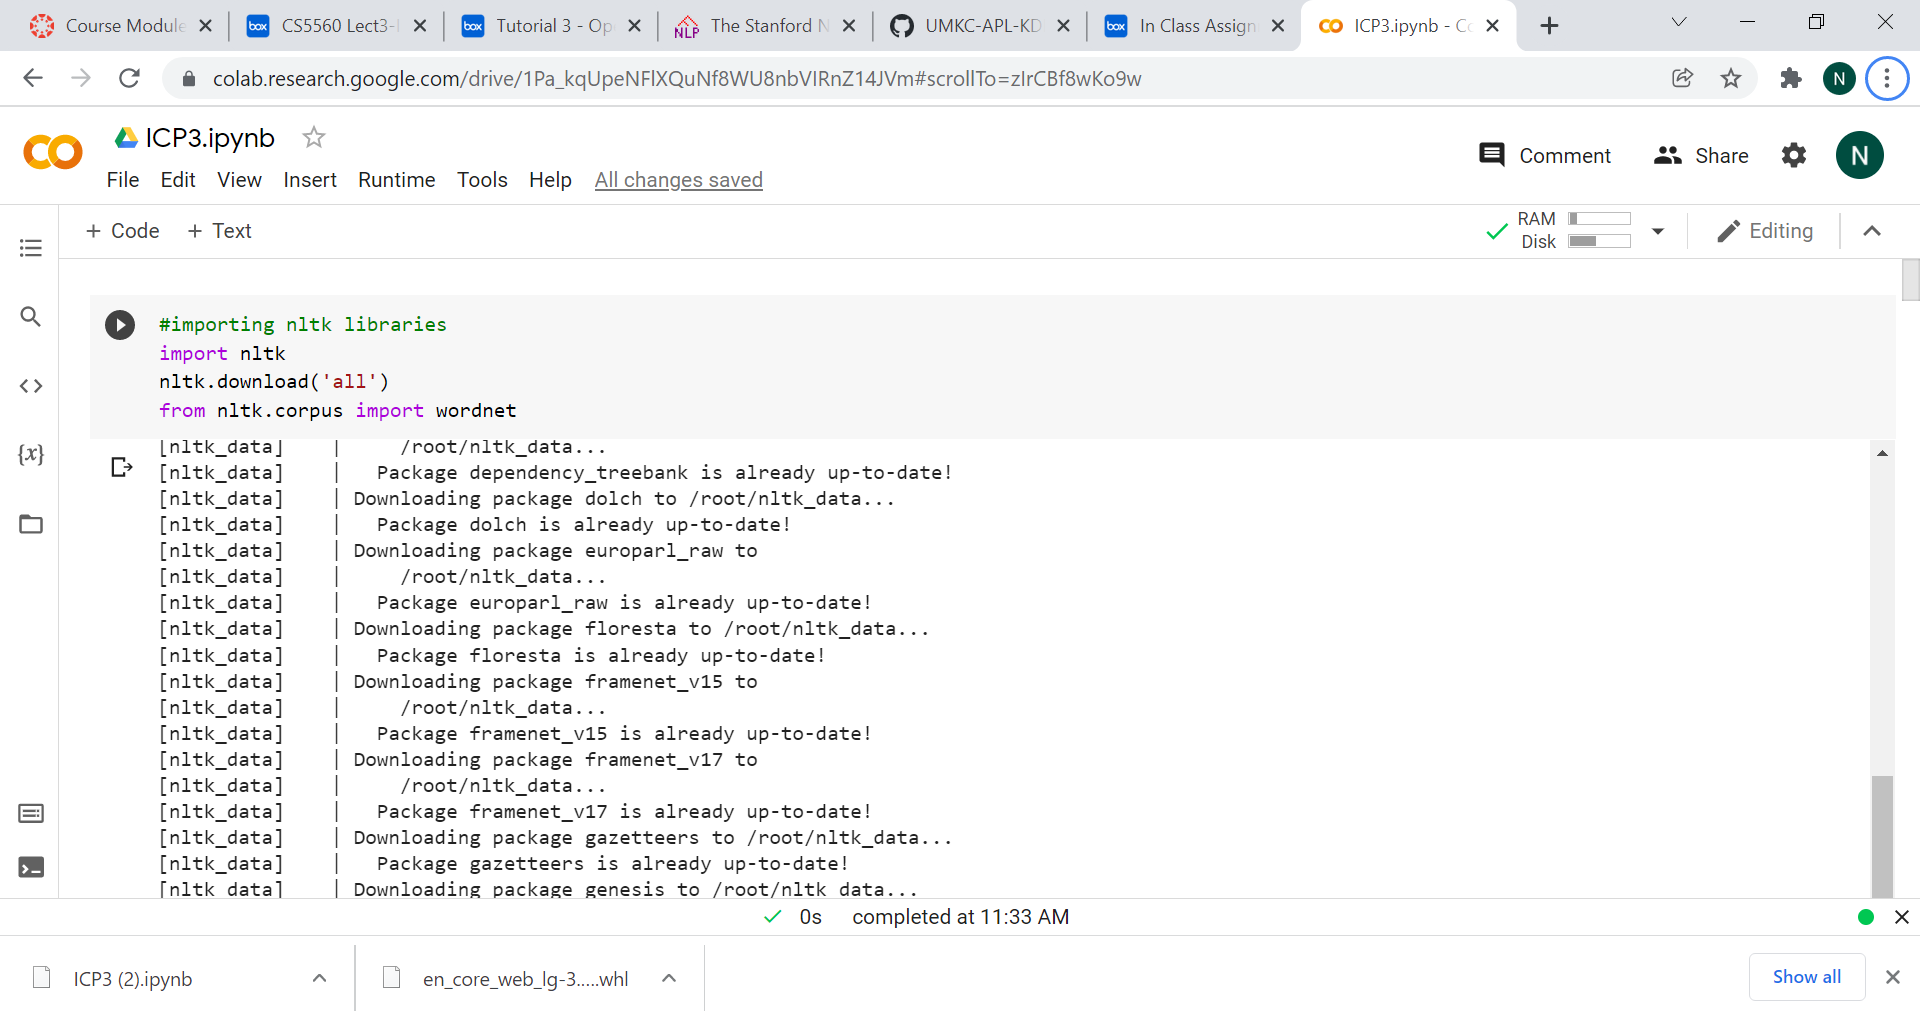 Course Module
box CS5560 Lect3-
box Tutorial 3 - Op
NLP The Stanford N
UMKC-APL-KD
box In Class Assign
ICP3.ipynb - Co
colab.research.google.com/drive/1Pa_kqUpeNFlXQuNf8WU8nbVIRnZ14JVm#scrollTo=zIrCBf8wKo9w
N
ICP3.ipynb
File Edit View Insert Runtime Tools Help All changes saved
Comment Share N
+ Code + Text
RAM
Disk
Editing
#importing nltk libraries
import nltk
nltk.download('all')
from nltk.corpus import wordnet
{x}
[nltk_data]    |     /root/nltk_data...
[nltk_data]    |   Package dependency_treebank is already up-to-date!
[nltk_data]    | Downloading package dolch to /root/nltk_data...
[nltk_data]    |   Package dolch is already up-to-date!
[nltk_data]    | Downloading package europarl_raw to
[nltk_data]    |     /root/nltk_data...
[nltk_data]    |   Package europarl_raw is already up-to-date!
[nltk_data]    | Downloading package floresta to /root/nltk_data...
[nltk_data]    |   Package floresta is already up-to-date!
[nltk_data]    | Downloading package framenet_v15 to
[nltk_data]    |     /root/nltk_data...
[nltk_data]    |   Package framenet_v15 is already up-to-date!
[nltk_data]    | Downloading package framenet_v17 to
[nltk_data]    |     /root/nltk_data...
[nltk_data]    |   Package framenet_v17 is already up-to-date!
[nltk_data]    | Downloading package gazetteers to /root/nltk_data...
[nltk_data]    |   Package gazetteers is already up-to-date!
[nltk_data]    | Downloading package genesis to /root/nltk_data...
0s completed at 11:33 AM
ICP3 (2).ipynb
en_core_web_lg-3.....whl
Show all